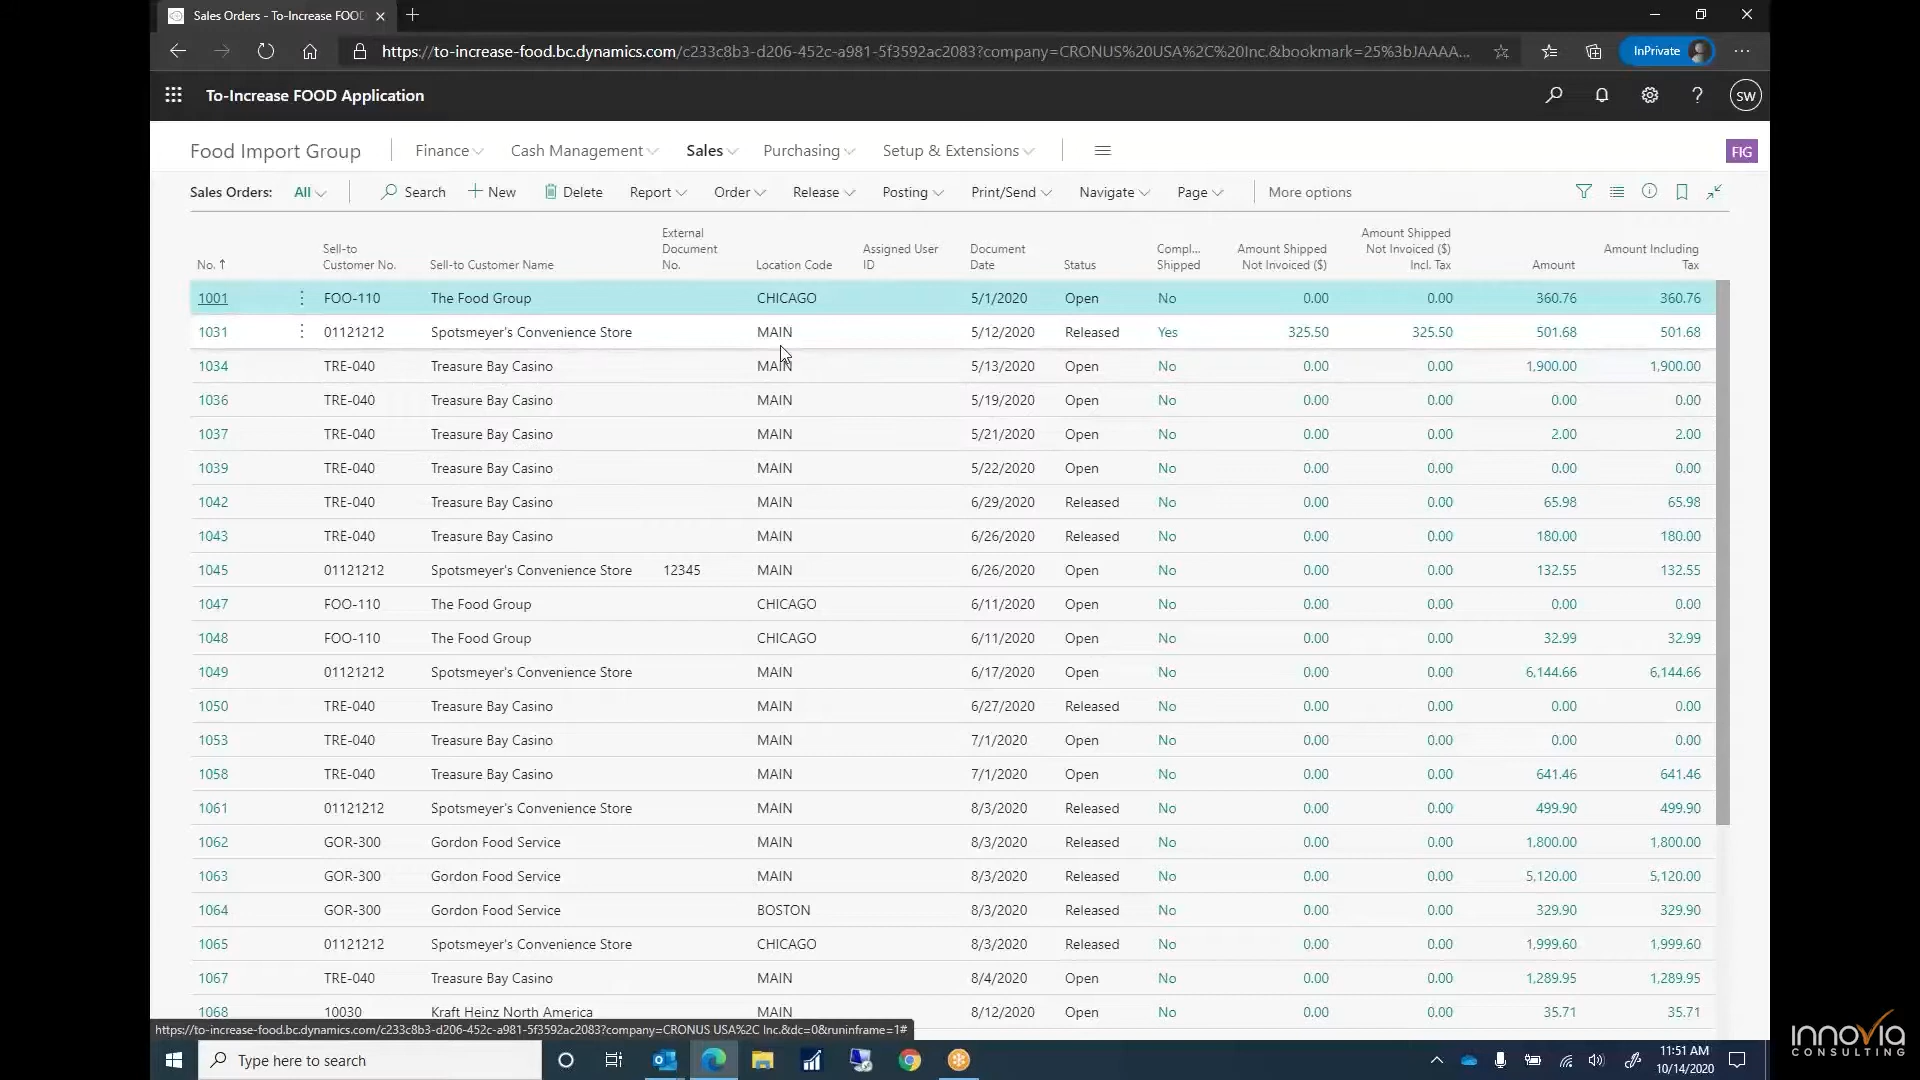 Sales Orders - To-Increase FOOD
https://to-increase-food.bc.dynamics.com/c233c8b3-d206-452c-a981-5f3592ac2083?company=CRONUS%20USA%2C%20Inc.&bookmark=25%3bJAAAA... InPrivate
To-Increase FOOD Application ? SW
Food Import Group Finance Cash Management Sales Purchasing Setup & Extensions FIG
Sales Orders: All Search New Delete Report Order Release Posting Print/Send Navigate Page More options
No. ↑ Sell-to Customer No. Sell-to Customer Name External Document No. Location Code Assigned User ID Document Date Status Compl... Shipped Amount Shipped Not Invoiced ($) Amount Shipped Not Invoiced ($) Incl. Tax Amount Amount Including Tax
1001 FOO-110 The Food Group CHICAGO 5/1/2020 Open No 0.00 0.00 360.76 360.76
1031 01121212 Spotsmeyer's Convenience Store MAIN 5/12/2020 Released Yes 325.50 325.50 501.68 501.68
1034 TRE-040 Treasure Bay Casino MAIN 5/13/2020 Open No 0.00 0.00 1,900.00 1,900.00
1036 TRE-040 Treasure Bay Casino MAIN 5/19/2020 Open No 0.00 0.00 0.00 0.00
1037 TRE-040 Treasure Bay Casino MAIN 5/21/2020 Open No 0.00 0.00 2.00 2.00
1039 TRE-040 Treasure Bay Casino MAIN 5/22/2020 Open No 0.00 0.00 0.00 0.00
1042 TRE-040 Treasure Bay Casino MAIN 6/29/2020 Released No 0.00 0.00 65.98 65.98
1043 TRE-040 Treasure Bay Casino MAIN 6/26/2020 Released No 0.00 0.00 180.00 180.00
1045 01121212 Spotsmeyer's Convenience Store 12345 MAIN 6/26/2020 Open No 0.00 0.00 132.55 132.55
1047 FOO-110 The Food Group CHICAGO 6/11/2020 Open No 0.00 0.00 0.00 0.00
1048 FOO-110 The Food Group CHICAGO 6/11/2020 Open No 0.00 0.00 32.99 32.99
1049 01121212 Spotsmeyer's Convenience Store MAIN 6/17/2020 Open No 0.00 0.00 6,144.66 6,144.66
1050 TRE-040 Treasure Bay Casino MAIN 6/27/2020 Released No 0.00 0.00 0.00 0.00
1053 TRE-040 Treasure Bay Casino MAIN 7/1/2020 Open No 0.00 0.00 0.00 0.00
1058 TRE-040 Treasure Bay Casino MAIN 7/1/2020 Open No 0.00 0.00 641.46 641.46
1061 01121212 Spotsmeyer's Convenience Store MAIN 8/3/2020 Released No 0.00 0.00 499.90 499.90
1062 GOR-300 Gordon Food Service MAIN 8/3/2020 Released No 0.00 0.00 1,800.00 1,800.00
1063 GOR-300 Gordon Food Service MAIN 8/3/2020 Released No 0.00 0.00 5,120.00 5,120.00
1064 GOR-300 Gordon Food Service BOSTON 8/3/2020 Released No 0.00 0.00 329.90 329.90
1065 01121212 Spotsmeyer's Convenience Store CHICAGO 8/3/2020 Released No 0.00 0.00 1,999.60 1,999.60
1067 TRE-040 Treasure Bay Casino MAIN 8/4/2020 Open No 0.00 0.00 1,289.95 1,289.95
1068 10030 Kraft Heinz North America MAIN 8/12/2020 Open No 0.00 0.00 35.71 35.71
https://to-increase-food.bc.dynamics.com/c233c8b3-d206-452c-a981-5f3592ac2083?company=CRONUS USA%2C Inc.&dc=0&runinframe=1#
Type here to search 11:51 AM
10/14/2020
innovia
CONSULTING